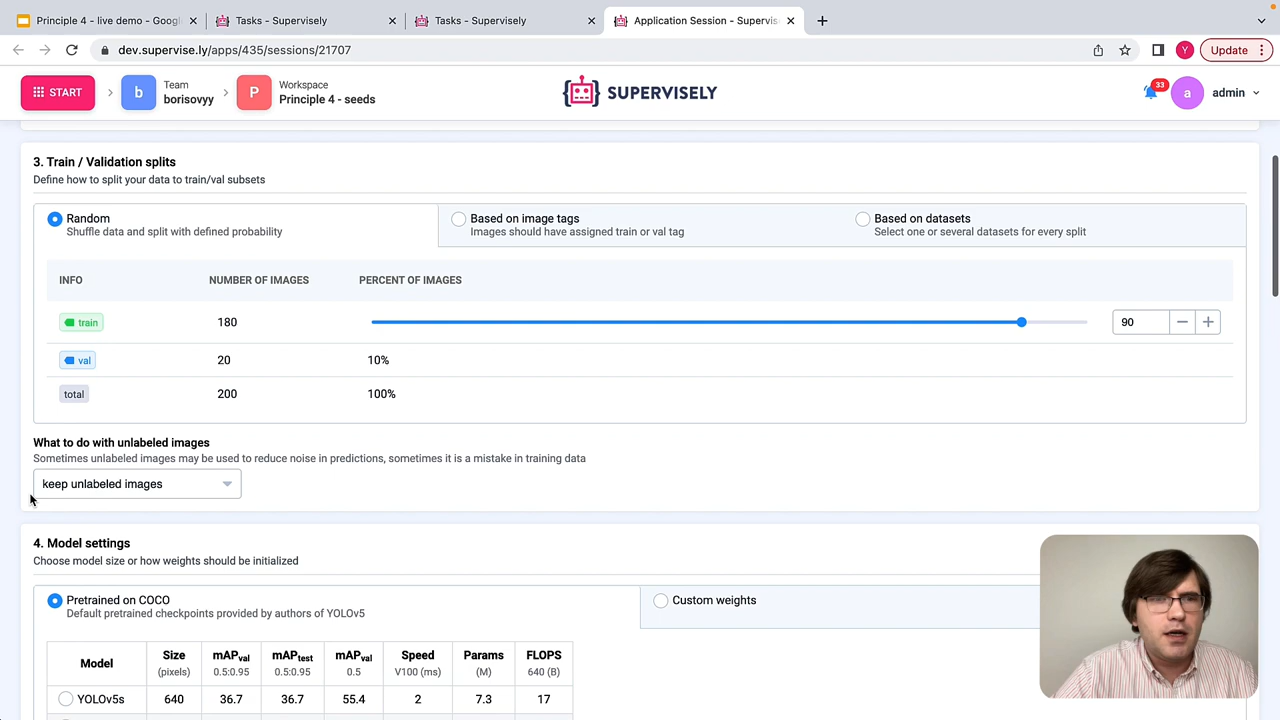 Principle 4 - live demo - Googl
Tasks - Supervisely
Tasks - Supervisely
Application Session - Supervis
dev.supervise.ly/apps/435/sessions/21707
Y
Update
START
b
Team
borisovyy
P
Workspace
Principle 4 - seeds
SUPERVISELY
33
a
admin
3. Train / Validation splits
Define how to split your data to train/val subsets
Random
Shuffle data and split with defined probability
Based on image tags
Images should have assigned train or val tag
Based on datasets
Select one or several datasets for every split
INFO
NUMBER OF IMAGES
PERCENT OF IMAGES
train
180
90
val
20
10%
total
200
100%
What to do with unlabeled images
Sometimes unlabeled images may be used to reduce noise in predictions, sometimes it is a mistake in training data
keep unlabeled images
4. Model settings
Choose model size or how weights should be initialized
Pretrained on COCO
Default pretrained checkpoints provided by authors of YOLOv5
Custom weights
Model
Size
(pixels)
mAPval
0.5:0.95
mAPtest
0.5:0.95
mAPval
0.5
Speed
V100 (ms)
Params
(M)
FLOPS
640 (B)
YOLOv5s
640
36.7
36.7
55.4
2
7.3
17